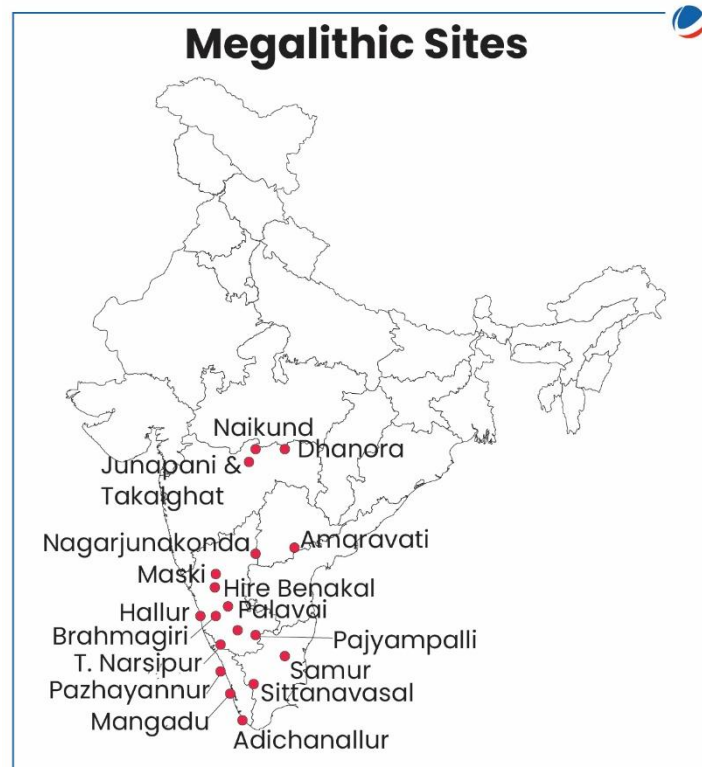 Megalithic Sites
Naikund
Dhanora
Junapani &
Takalghat
Nagarjunakonda
Amaravati
Maski
Hire Benakal
Hallur
Palavai
Brahmagiri
Pajyampalli
T. Narsipur
Samur
Pazhayannur
Sittanavasal
Mangadu
Adichanallur